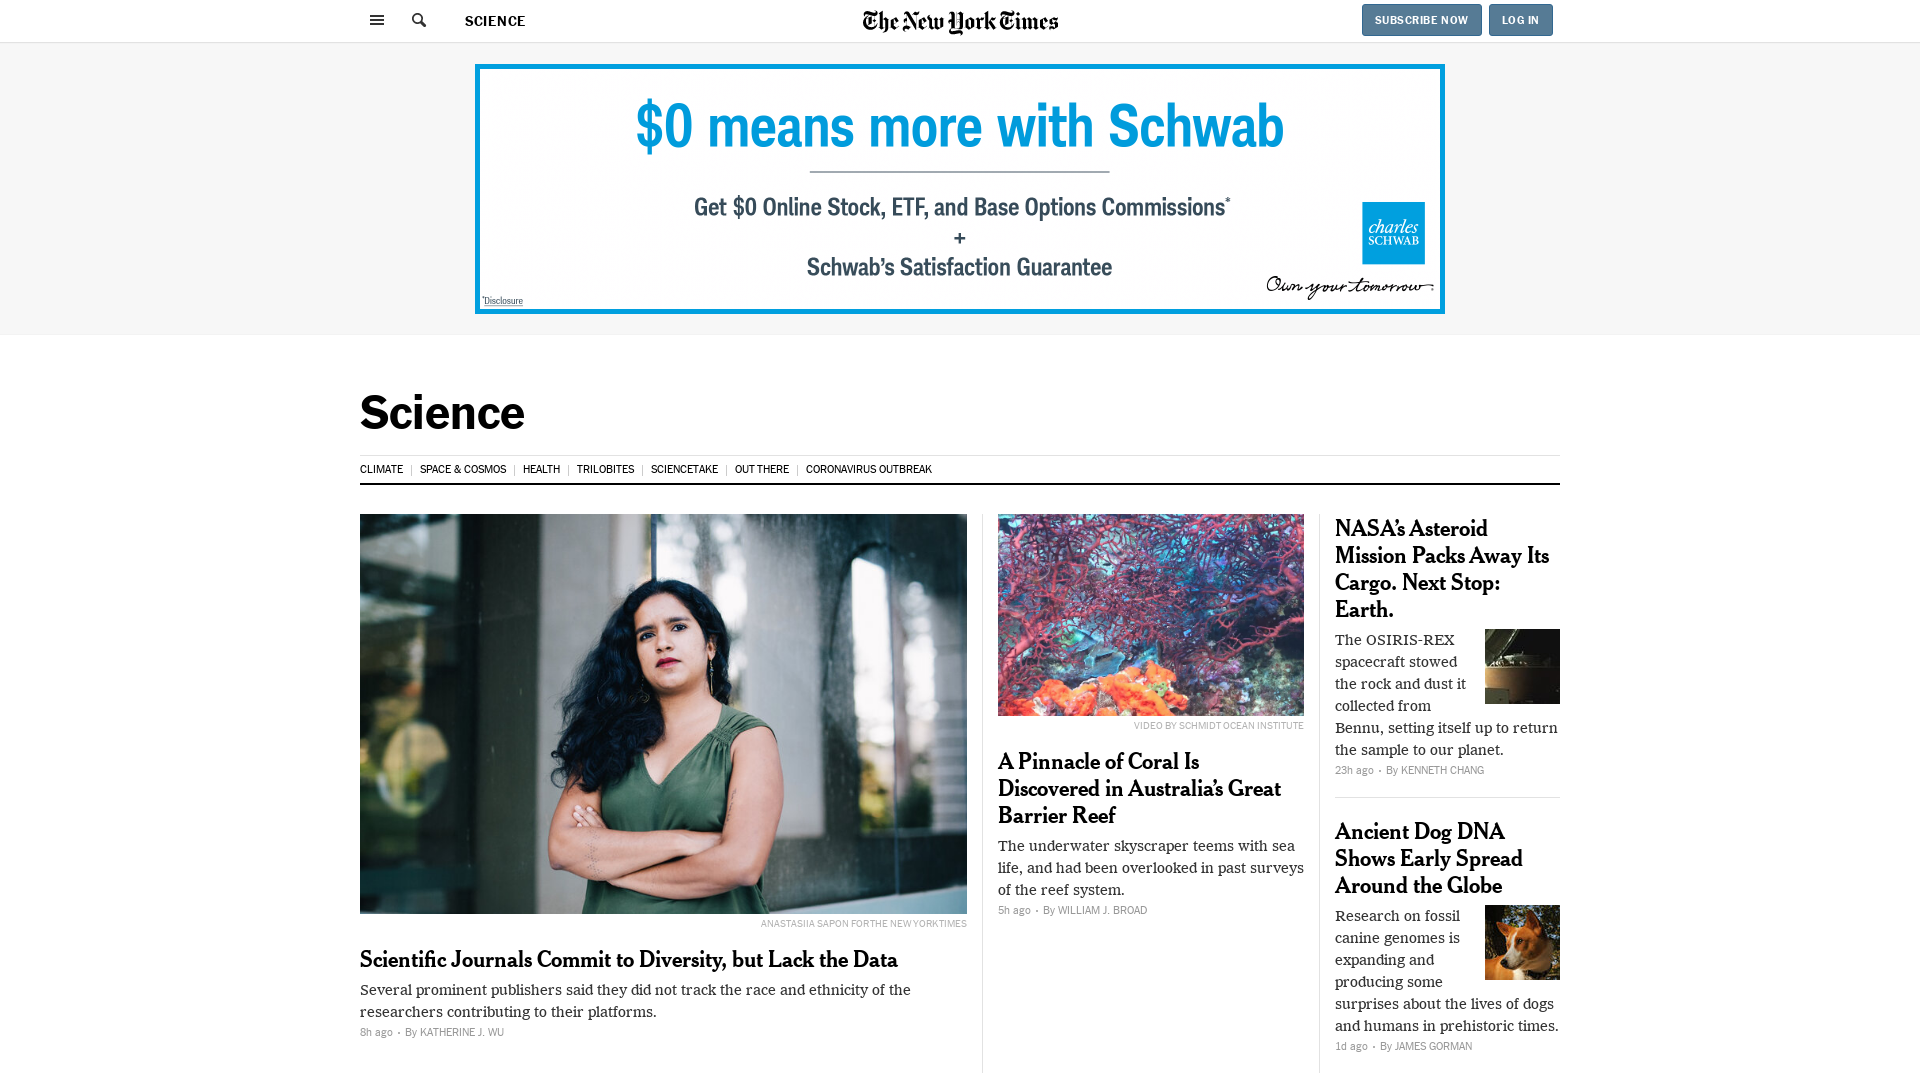 SCIENCE
The New York Times
SUBSCRIBE NOW
LOG IN
$0 means more with Schwab
Get $0 Online Stock, ETF, and Base Options Commissions*
+
Schwab's Satisfaction Guarantee
charles
SCHWAB
Own your tomorrow
*Disclosure
Science
CLIMATE
SPACE & COSMOS
HEALTH
TRILOBITES
SCIENCETAKE
OUT THERE
CORONAVIRUS OUTBREAK
ANASTASIIA SAPON FOR THE NEW YORK TIMES
Scientific Journals Commit to Diversity, but Lack the Data
Several prominent publishers said they did not track the race and ethnicity of the
researchers contributing to their platforms.
8h ago • By KATHERINE J. WU
VIDEO BY SCHMIDT OCEAN INSTITUTE
A Pinnacle of Coral Is
Discovered in Australia's Great
Barrier Reef
The underwater skyscraper teems with sea
life, and had been overlooked in past surveys
of the reef system.
5h ago • By WILLIAM J. BROAD
NASA's Asteroid
Mission Packs Away Its
Cargo. Next Stop:
Earth.
The OSIRIS-REX
spacecraft stowed
the rock and dust it
collected from
Bennu, setting itself up to return
the sample to our planet.
23h ago • By KENNETH CHANG
Ancient Dog DNA
Shows Early Spread
Around the Globe
Research on fossil
canine genomes is
expanding and
producing some
surprises about the lives of dogs
and humans in prehistoric times.
1d ago • By JAMES GORMAN